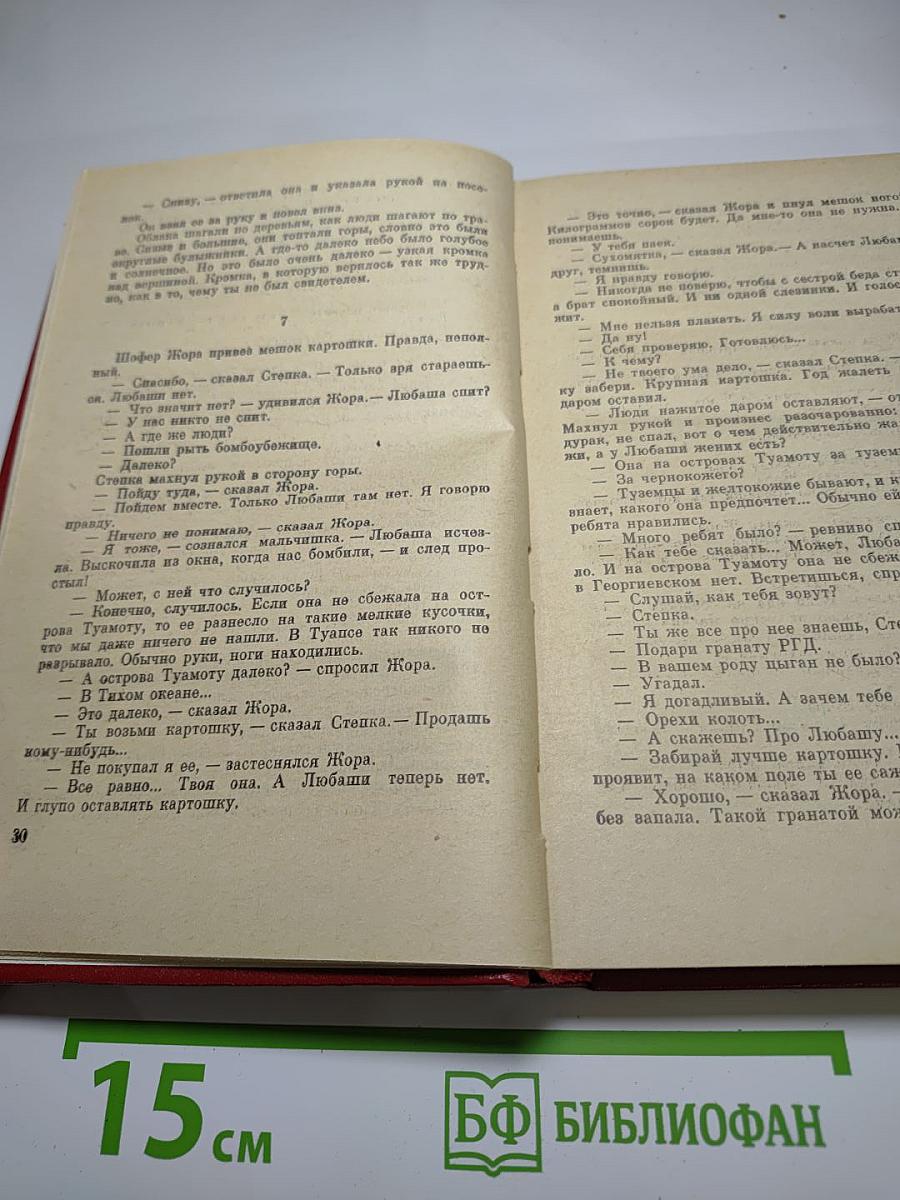 — Снизу, — ответила она и указала рукой на посе-
лок.
Он взял ее за руку и повел вниз.
Облака шагали по деревьям, как люди шагают по тра-
ве. Сизые и большие, они топтали горы, словно это были
округлые булыжники. А где-то далеко небо было голубое
и солнечное. Но это было очень далеко — узкая кромка
над вершиной. Кромка, в которую верилось так же труд-
но, как в то, чему ты не был свидетелем.
7
Шофер Жора привез мешок картошки. Правда, непол-
ный.
— Спасибо, — сказал Степка. — Только зря стараешь-
ся. Любаши нет.
— Что значит нет? — удивился Жора.— Любаша спит?
— У нас никто не спит.
— А где же люди?
— Пошли рыть бомбоубежище.
— Далеко?
Степка махнул рукой в сторону горы.
— Пойду туда, — сказал Жора.
— Пойдем вместе. Только Любаши там нет. Я говорю
правду.
— Ничего не понимаю, — сказал Жора.
— Я тоже, — сознался мальчишка. — Любаша исчез-
ла. Выскочила из окна, когда нас бомбили, — и след про-
стыл!
— Может, с ней что случилось?
— Конечно, случилось. Если она не сбежала на ост-
рова Туамоту, то ее разнесло на такие мелкие кусочки,
что мы даже ничего не нашли. В Туапсе так никого не
разрывало. Обычно руки, ноги находились.
— А острова Туамоту далеко? — спросил Жора.
— В Тихом океане...
— Это далеко, — сказал Жора.
— Ты возьми картошку, — сказал Степка.— Продашь
кому-нибудь...
— Не покупал я ее, — застеснялся Жора.
— Все равно... Твоя она. А Любаши теперь нет.
И глупо оставлять картошку.
30
— Это точно, — сказал Жора и пнул мешок ногой
Килограммов сорок будет. Да мне-то она не нужна.
понимаешь.
— У тебя паек.
— Сухомятка, — сказал Жора.— А насчет Любаш
друг, темнишь.
— Я правду говорю.
— Никогда не поверю, чтобы с сестрой беда ст
а брат спокойный. И ни одной слезинки. И голос
жит.
— Мне нельзя плакать. Я силу воли вырабат
— Да ну!
— Себя проверяю. Готовлюсь...
— К чему?
— Не твоего ума дело, — сказал Степка. —
ку забери. Крупная картошка. Год жалеть
даром оставил.
— Люди нажитое даром оставляют, — от
Махнул рукой и произнес разочарованно:
дурак, не спал, вот о чем действительно жа
жи, а у Любаши жених есть?
— Она на островах Туамоту за тузем
— За чернокожего?
— Туземцы и желтокожие бывают, и к
знает, какого она предпочтет... Обычно ей
ребята нравились.
— Много ребят было? — ревниво сп
— Как тебе сказать... Может, Люба
ло. И на острова Туамоту она не сбеж
в Георгиевском нет. Встретишься, спр
— Слушай, как тебя зовут?
— Степка.
— Ты же все про нее знаешь, Сте
— Подари гранату РГД.
— В вашем роду цыган не было?
— Угадал.
— Я догадливый. А зачем тебе
— Орехи колоть...
— А скажешь? Про Любашу...
— Забирай лучше картошку.
проявит, на каком поле ты ее саж
— Хорошо, — сказал Жора. —
без запала. Такой гранатой мож
15 см
БФ БИБЛИОФАН